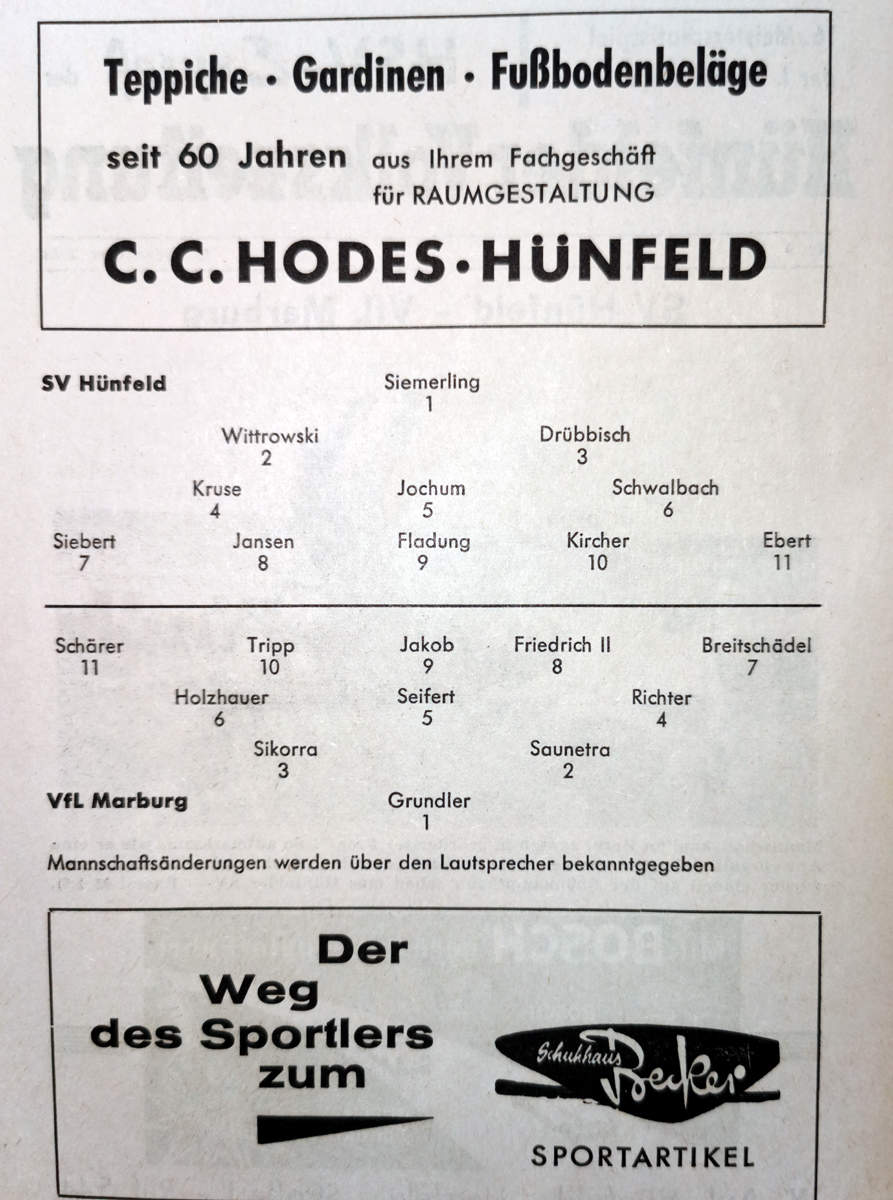 Teppiche · Gardinen · Fußbodenbeläge
seit 60 Jahren aus Ihrem Fachgeschäft
für RAUMGESTALTUNG
C. C. HODES · HÜNFELD
SV Hünfeld Siemerling
1
Wittrowski Drübbisch
2 3
Kruse Jochum Schwalbach
4 5 6
Siebert Jansen Fladung Kircher Ebert
7 8 9 10 11
Schärer Tripp Jakob Friedrich II Breitschädel
11 10 9 8 7
Holzhauer Seifert Richter
6 5 4
Sikorra Saunetra
3 2
VfL Marburg Grundler
1
Mannschaftsänderungen werden über den Lautsprecher bekanntgegeben
Der
Weg
des Sportlers
zum
Schuhhaus
Becker
SPORTARTIKEL